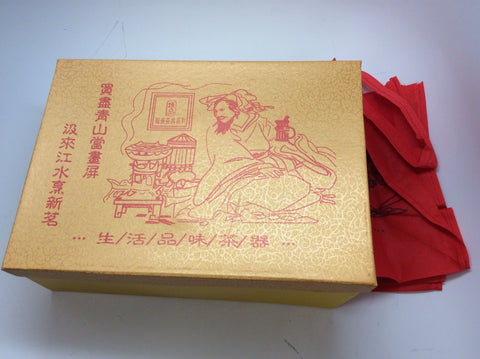 買盡青山當畫屏
汲來江水烹新茗
... 生/活/品/味/茶/器 ...